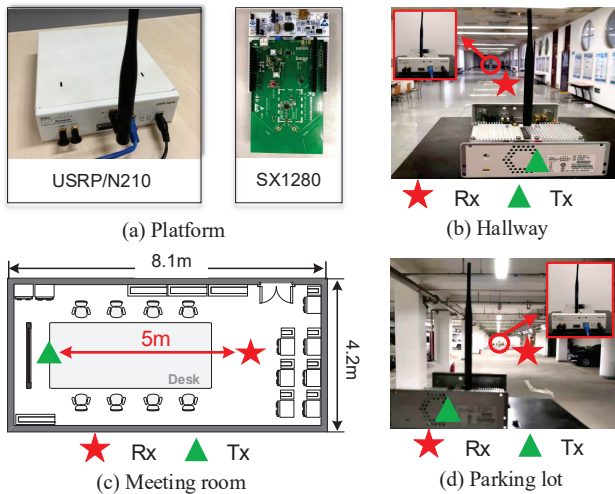 USRP/N210
SX1280
(a) Platform
Rx
Tx
(b) Hallway
8.1m
5m
Desk
4.2m
Rx
Tx
(c) Meeting room
Rx
Tx
(d) Parking lot